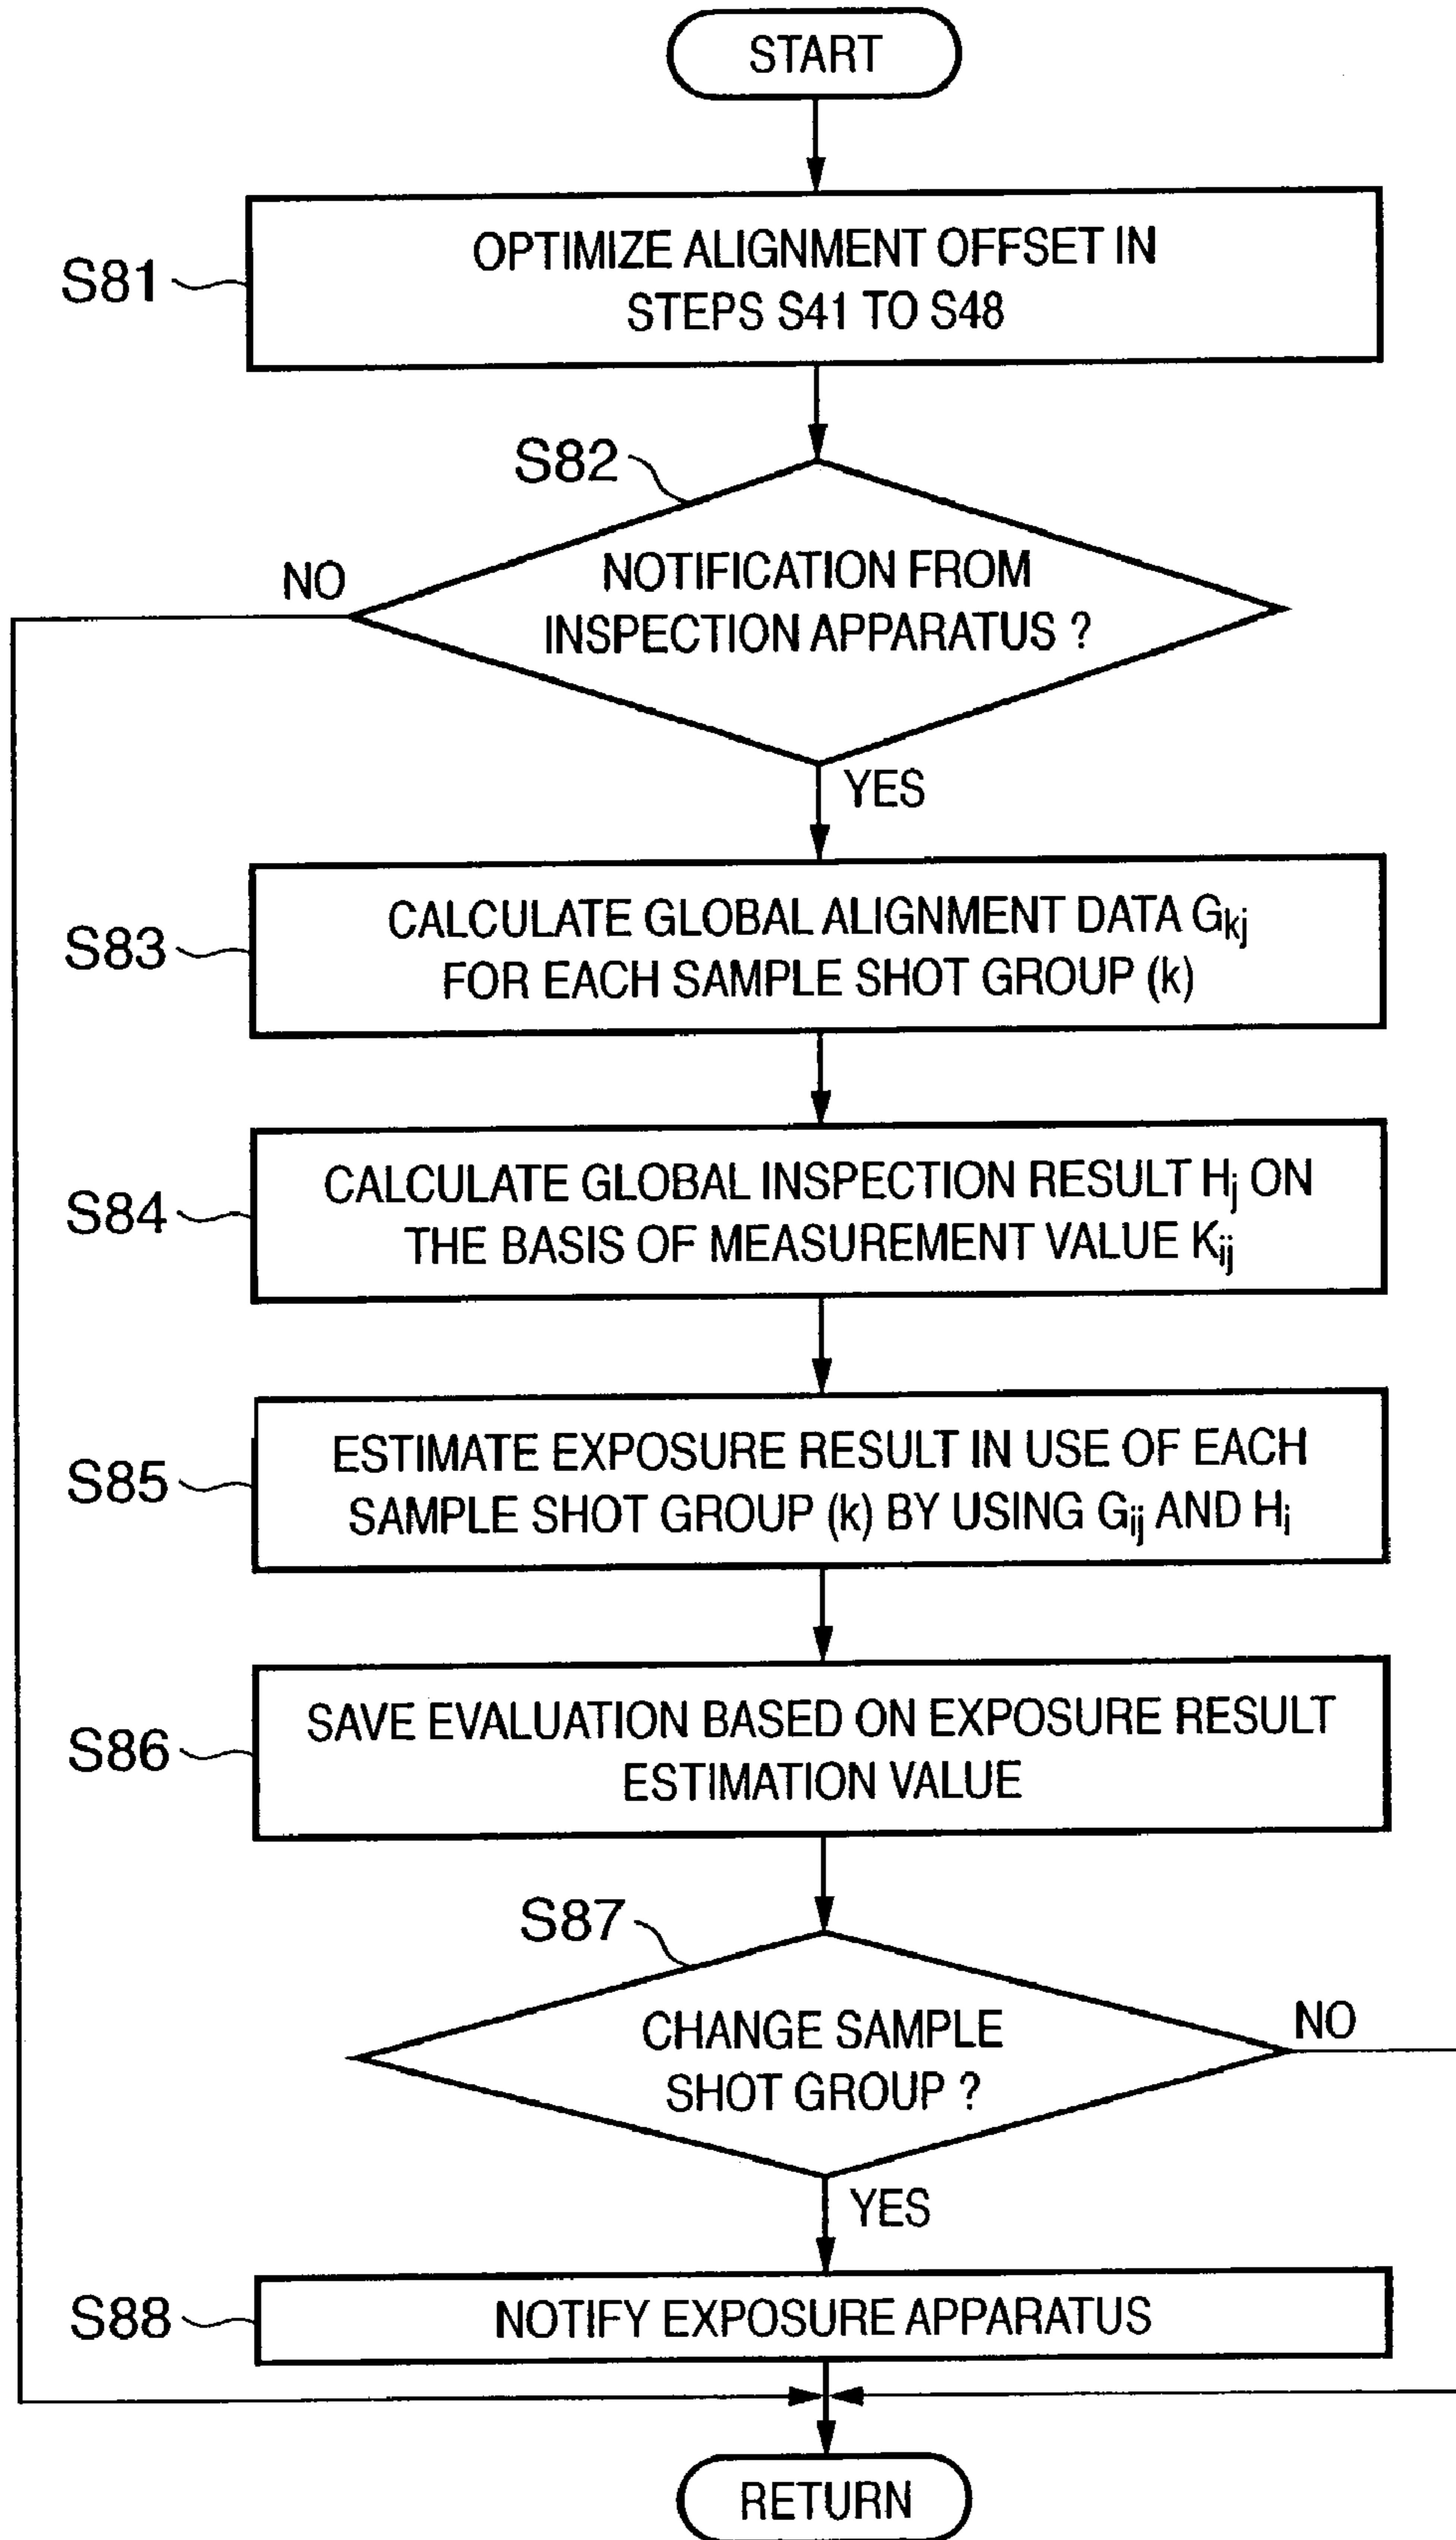 START
S81
OPTIMIZE ALIGNMENT OFFSET IN
STEPS S41 TO S48
S82
NO
NOTIFICATION FROM
INSPECTION APPARATUS ?
YES
S83
CALCULATE GLOBAL ALIGNMENT DATA Gkj
FOR EACH SAMPLE SHOT GROUP (k)
S84
CALCULATE GLOBAL INSPECTION RESULT Hj ON
THE BASIS OF MEASUREMENT VALUE Kij
S85
ESTIMATE EXPOSURE RESULT IN USE OF EACH
SAMPLE SHOT GROUP (k) BY USING Gij AND Hi
S86
SAVE EVALUATION BASED ON EXPOSURE RESULT
ESTIMATION VALUE
S87
CHANGE SAMPLE
SHOT GROUP ?
NO
YES
S88
NOTIFY EXPOSURE APPARATUS
RETURN